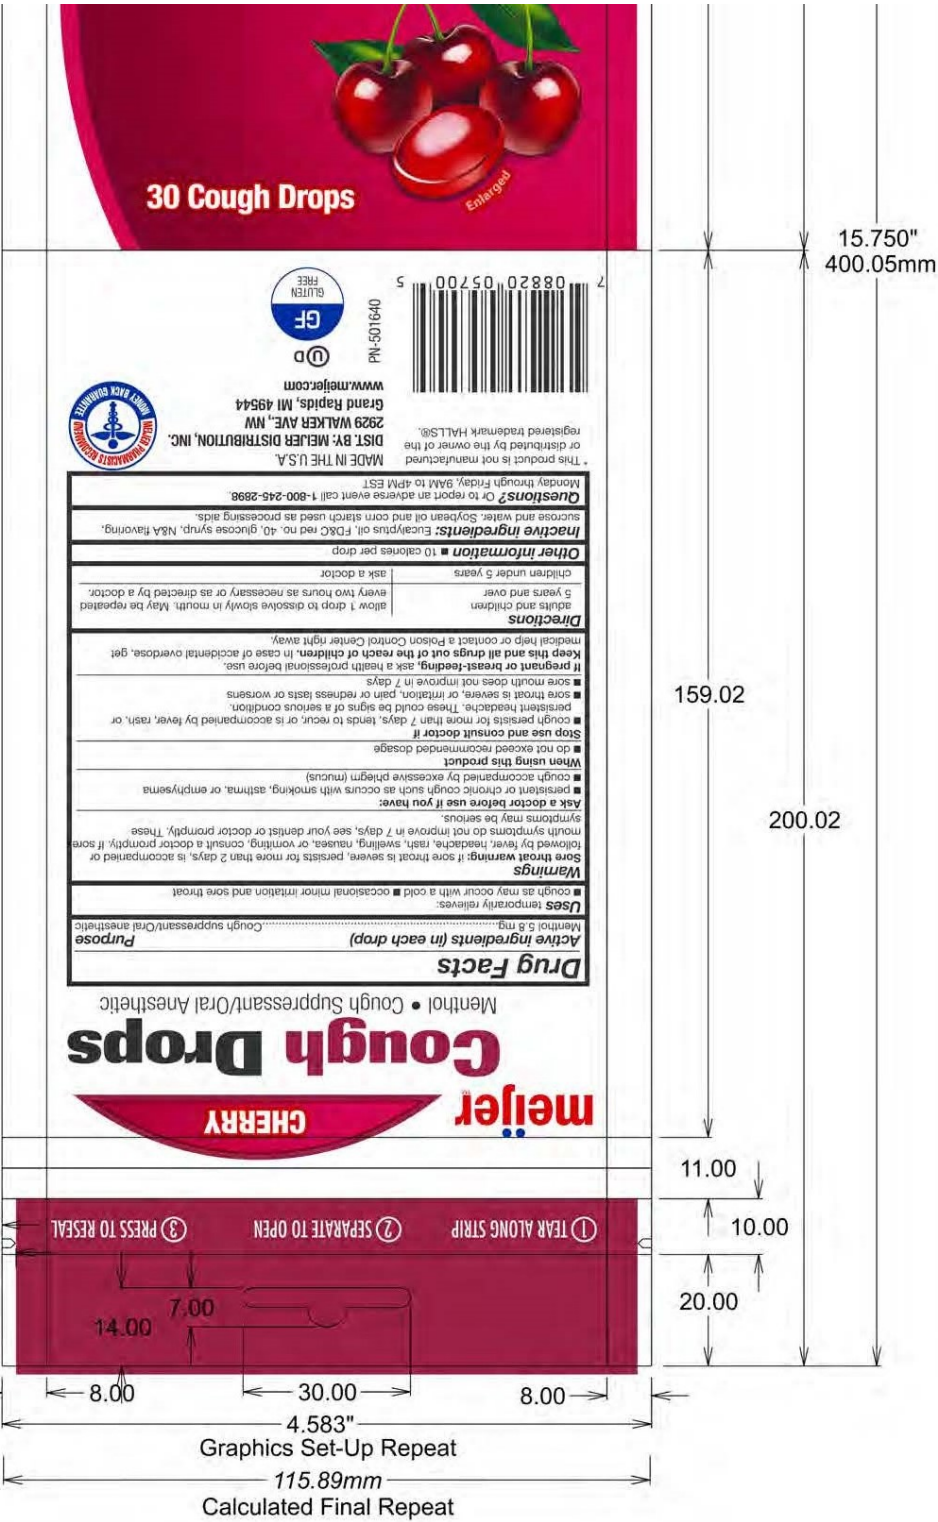 30 Cough Drops
Enlarged
15.750"
400.05mm
159.02
200.02
11.00
10.00
20.00
1 TEAR ALONG STRIP
2 SEPARATE TO OPEN
3 PRESS TO RESEAL
meijer
CHERRY
Cough Drops
Menthol • Cough Suppressant/Oral Anesthetic
Drug Facts
Active ingredients (in each drop) Purpose
Menthol 5.8 mg..........Cough suppressant/Oral anesthetic
Uses temporarily relieves:
■ cough as may occur with a cold ■ occasional minor irritation and sore throat
Warnings
Sore throat warning: if sore throat is severe, persists for more than 2 days, is accompanied or
followed by fever, headache, rash, swelling, nausea, or vomiting, consult a doctor promptly. If sore
mouth symptoms do not improve in 7 days, see your dentist or doctor promptly. These
symptoms may be serious.
Ask a doctor before use if you have:
■ persistent or chronic cough such as occurs with smoking, asthma, or emphysema
■ cough accompanied by excessive phlegm (mucus)
When using this product
■ do not exceed recommended dosage
Stop use and consult doctor if
■ cough persists for more than 7 days, tends to recur, or is accompanied by fever, rash, or
persistent headache. These could be signs of a serious condition.
■ sore throat is severe, or irritation, pain or redness lasts or worsens
■ sore mouth does not improve in 7 days
If pregnant or breast-feeding, ask a health professional before use.
Keep this and all drugs out of the reach of children. In case of accidental overdose, get
medical help or contact a Poison Control Center right away.
Directions
adults and children
5 years and over
allow 1 drop to dissolve slowly in mouth. May be repeated
every two hours as necessary or as directed by a doctor.
children under 5 years
ask a doctor
Other information ■ 10 calories per drop
Inactive ingredients: Eucalyptus oil, FD&C red no. 40, glucose syrup, N&A flavoring,
sucrose and water. Soybean oil and corn starch used as processing aids.
Questions? Or to report an adverse event call 1-800-245-2898.
Monday through Friday, 9AM to 4PM EST
*This product is not manufactured
or distributed by the owner of the
registered trademark HALLS®.
7 08820 05700 5
MADE IN THE U.S.A.
DIST. BY: MEIJER DISTRIBUTION, INC.
2929 WALKER AVE., NW
Grand Rapids, MI 49544
www.meijer.com
MEIJER PHARMACISTS RECOMMEND
MONEY BACK GUARANTEE
U D
PN-501640
GF
GLUTEN
FREE
7.00
14.00
8.00
30.00
8.00
4.583"
Graphics Set-Up Repeat
115.89mm
Calculated Final Repeat